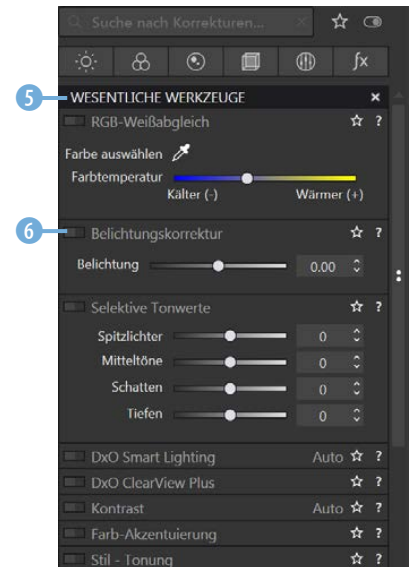 Suche nach Korrekturen...
fx
5 WESENTLICHE WERKZEUGE
RGB-Weißabgleich ?
Farbe auswählen
Farbtemperatur
Kälter (-) Wärmer (+)
6 Belichtungskorrektur ?
Belichtung 0.00
Selektive Tonwerte ?
Spitzlichter 0
Mitteltöne 0
Schatten 0
Tiefen 0
DxO Smart Lighting Auto ?
DxO ClearView Plus ?
Kontrast Auto ?
Farb-Akzentuierung ?
Stil - Tonung ?